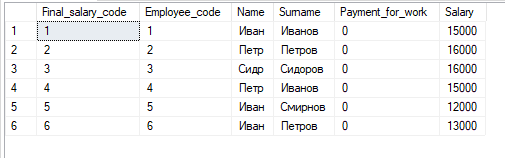 Final_salary_code Employee_code Name Surname Payment_for_work Salary
1 1 1 Иван Иванов 0 15000
2 2 2 Петр Петров 0 16000
3 3 3 Сидр Сидоров 0 16000
4 4 4 Петр Иванов 0 15000
5 5 5 Иван Смирнов 0 12000
6 6 6 Иван Петров 0 13000